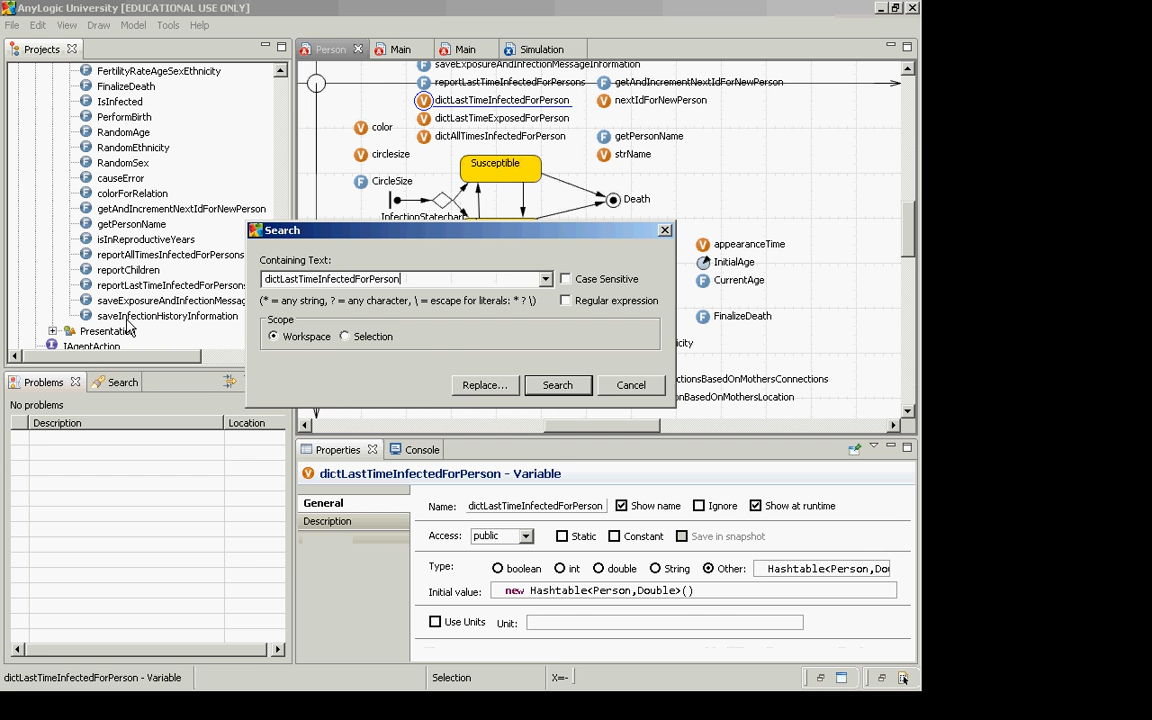 AnyLogic University [EDUCATIONAL USE ONLY]
File Edit View Draw Model Tools Help
Projects
FertilityRateAgeSexEthnicity
FinalizeDeath
IsInfected
PerformBirth
RandomAge
RandomEthnicity
RandomSex
causeError
colorForRelation
getAndIncrementNextIdForNewPerson
getPersonName
isInReproductiveYears
reportAllTimesInfectedForPersons
reportChildren
reportLastTimeInfectedForPersons
saveExposureAndInfectionMessag
saveInfectionHistoryInformation
Presentation
IAgentAction
Problems Search
No problems
Description Location
Person Main Main Simulation
saveExposureAndInfectionMessageInformation
reportLastTimeInfectedForPersons getAndIncrementNextIdForNewPerson
dictLastTimeInfectedForPerson nextIdForNewPerson
dictLastTimeExposedForPerson
color dictAllTimesInfectedForPerson getPersonName
circlesize Susceptible strName
CircleSize
Death
InfectionStatechart
appearanceTime
InitialAge
CurrentAge
FinalizeDeath
icity
ctionsBasedOnMothersConnections
onBasedOnMothersLocation
Search
Containing Text:
dictLastTimeInfectedForPerson Case Sensitive
(* = any string, ? = any character, \ = escape for literals: * ? \) Regular expression
Scope
Workspace Selection
Replace... Search Cancel
Properties Console
dictLastTimeInfectedForPerson - Variable
General
Description
Name: dictLastTimeInfectedForPerson Show name Ignore Show at runtime
Access: public Static Constant Save in snapshot
Type: boolean int double String Other: Hashtable<Person,Dou
Initial value: new Hashtable<Person,Double>()
Use Units Unit:
dictLastTimeInfectedForPerson - Variable Selection X=-